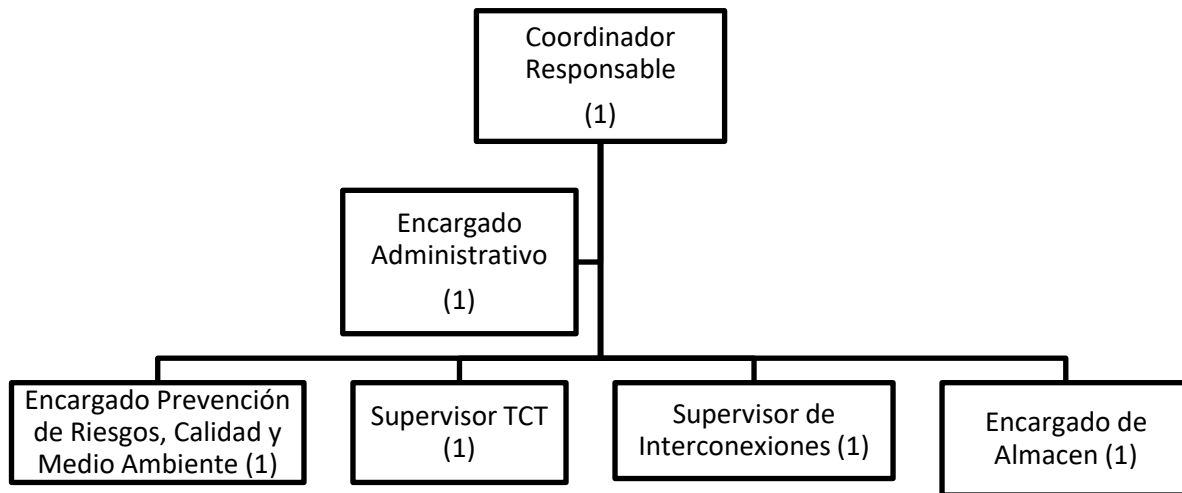 Coordinador
Responsable
(1)
Encargado
Administrativo
(1)
Encargado Prevención
de Riesgos, Calidad y
Medio Ambiente (1)
Supervisor TCT
(1)
Supervisor de
Interconexiones (1)
Encargado de
Almacen (1)